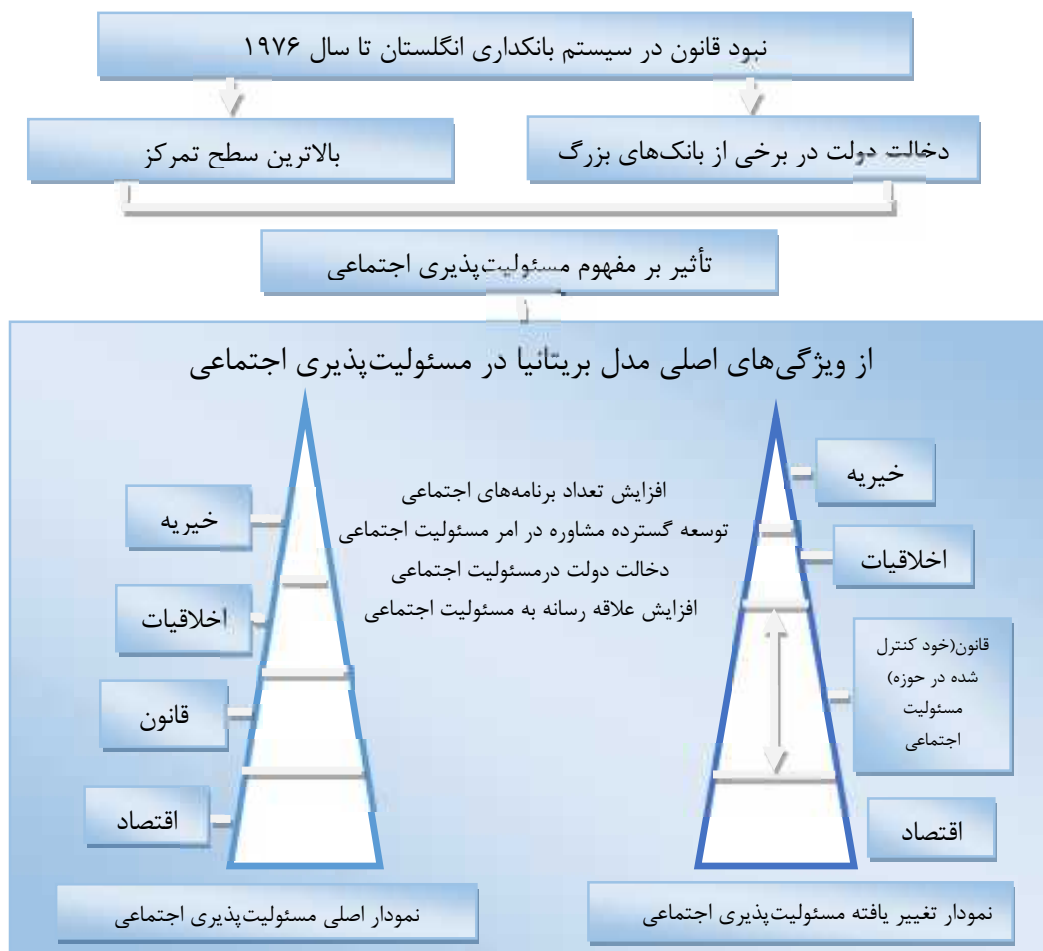 نبود قانون در سیستم بانکداری انگلستان تا سال ۱۹۷۶
دخالت دولت در برخی از بانک‌های بزرگ
بالاترین سطح تمرکز
تأثیر بر مفهوم مسئولیت‌پذیری اجتماعی
از ویژگی‌های اصلی مدل بریتانیا در مسئولیت‌پذیری اجتماعی
خیریه
اخلاقیات
قانون(خود کنترل
شده در حوزه)
مسئولیت
اجتماعی
اقتصاد
نمودار تغییر یافته مسئولیت‌پذیری اجتماعی
افزایش تعداد برنامه‌های اجتماعی
توسعه گسترده مشاوره در امر مسئولیت اجتماعی
دخالت دولت درمسئولیت اجتماعی
افزایش علاقه رسانه به مسئولیت اجتماعی
خیریه
اخلاقیات
قانون
اقتصاد
نمودار اصلی مسئولیت‌پذیری اجتماعی